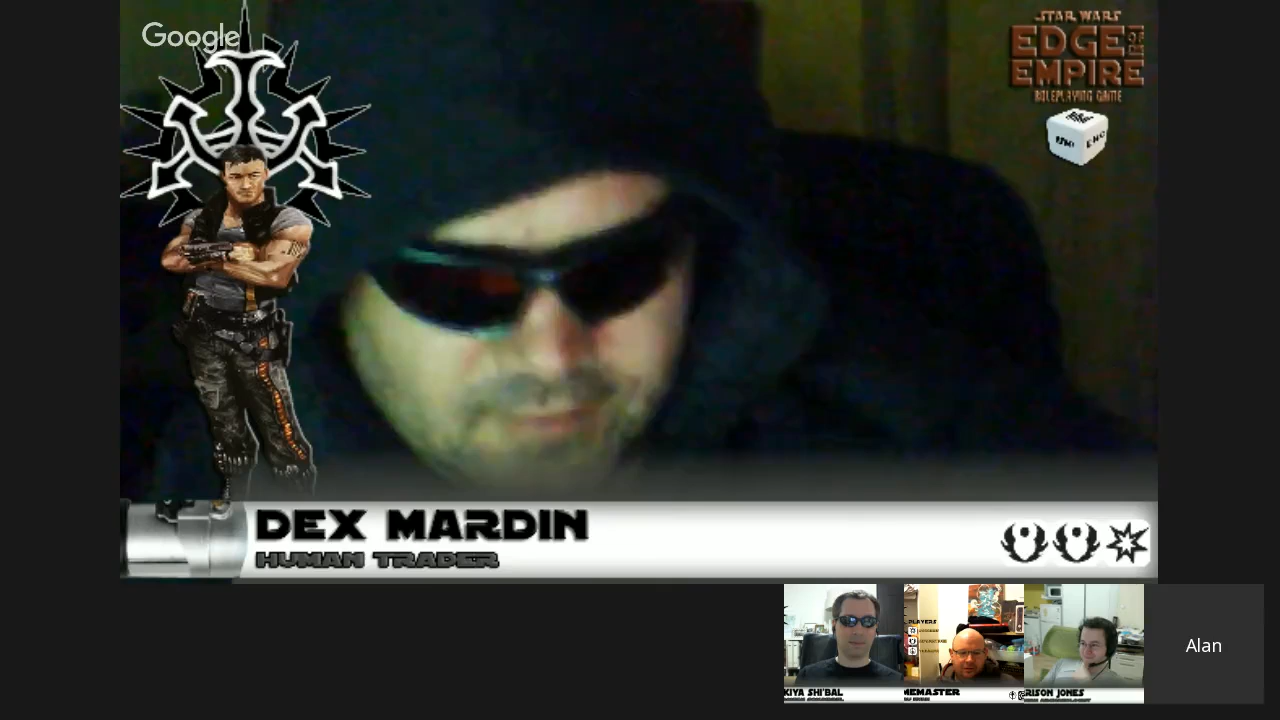 Google
STAR WARS
EDGE OF THE
EMPIRE
ROLEPLAYING GAME
DEX MARDIN
HUMAN TRADER
PLAYERS
KIYA SHI'BAL
MEMASTER
RISON JONES
Alan